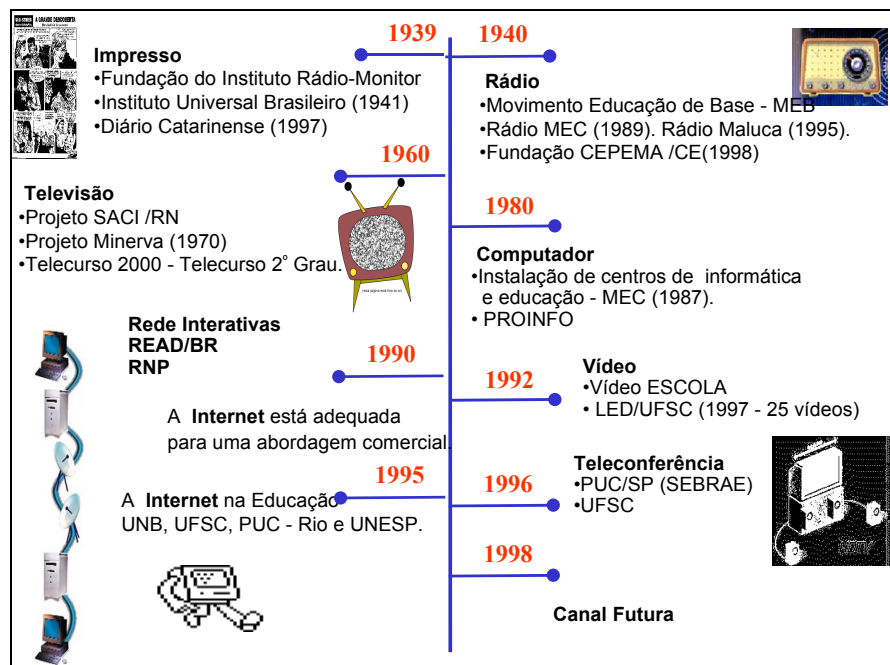 A GRANDE DESCOBERTA
1939
Impresso
•Fundação do Instituto Rádio-Monitor
•Instituto Universal Brasileiro (1941)
•Diário Catarinense (1997)
1940
Rádio
•Movimento Educação de Base - MEB
•Rádio MEC (1989). Rádio Maluca (1995).
•Fundação CEPEMA /CE(1998)
1960
Televisão
•Projeto SACI /RN
•Projeto Minerva (1970)
•Telecurso 2000 - Telecurso 2º Grau.
1980
Computador
•Instalação de centros de informática
e educação - MEC (1987).
• PROINFO
Rede Interativas
READ/BR
RNP
1990
A Internet está adequada
para uma abordagem comercial.
1992
Vídeo
•Vídeo ESCOLA
• LED/UFSC (1997 - 25 vídeos)
1995
A Internet na Educação
UNB, UFSC, PUC - Rio e UNESP.
1996
Teleconferência
•PUC/SP (SEBRAE)
•UFSC
1998
Canal Futura